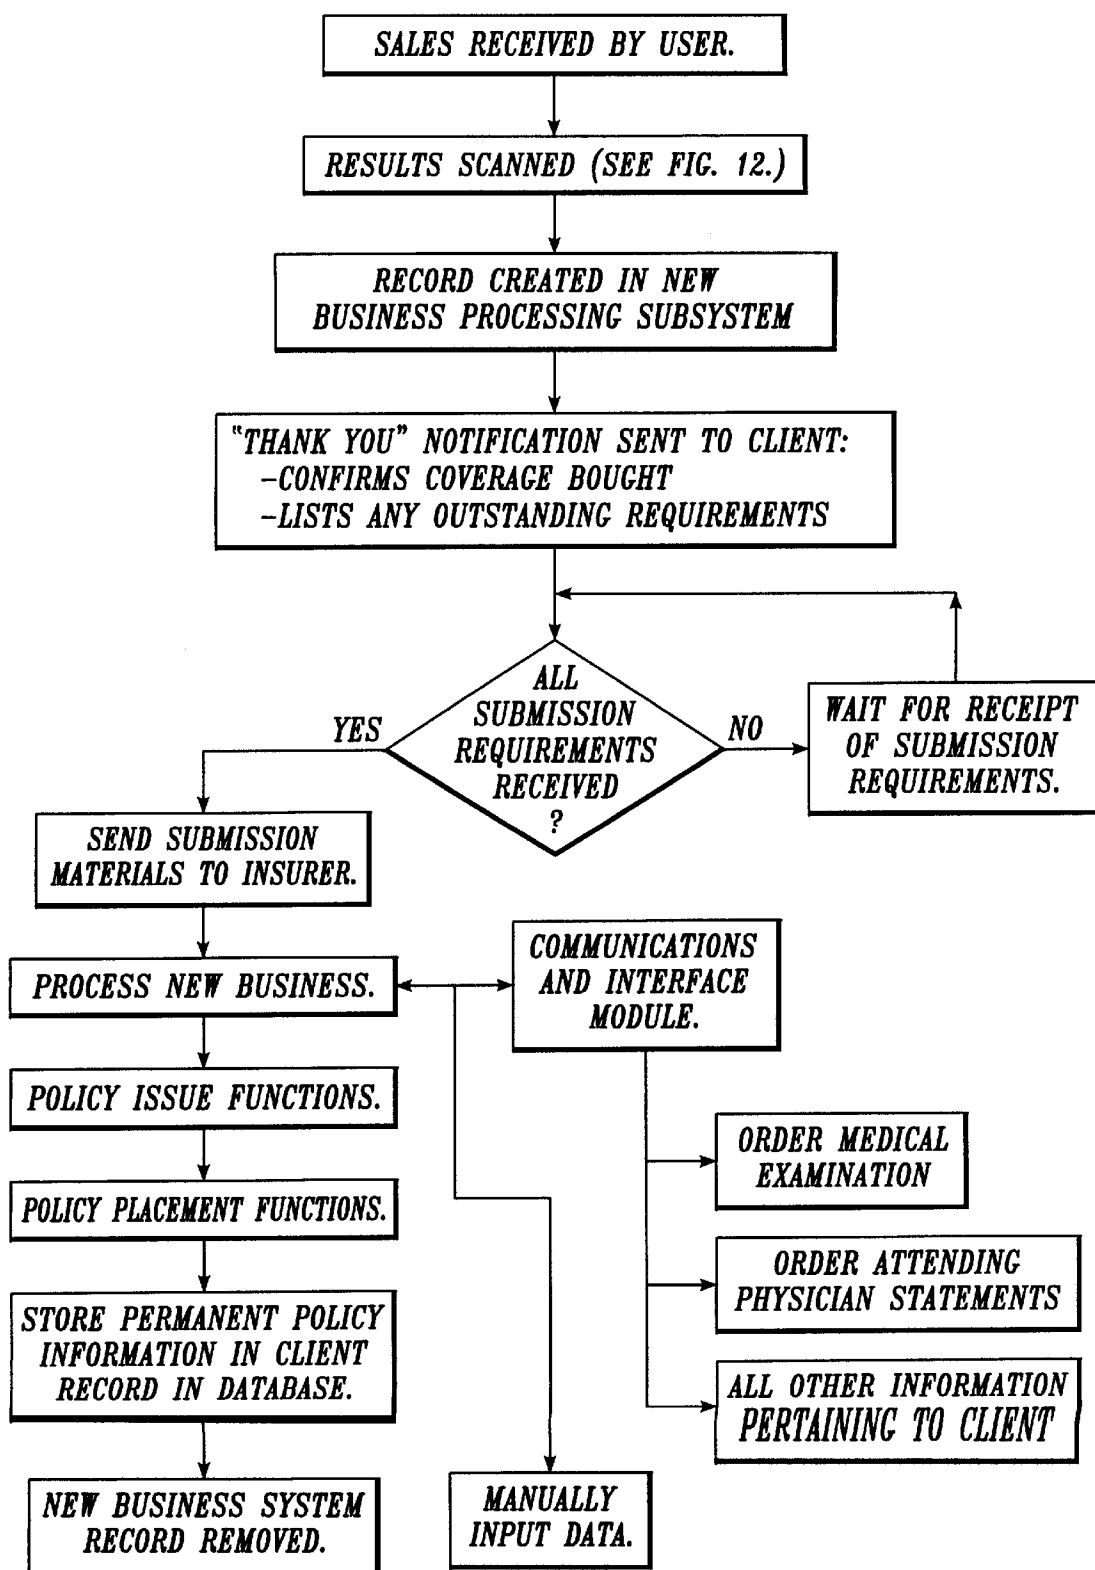 SALES RECEIVED BY USER.
RESULTS SCANNED (SEE FIG. 12.)
RECORD CREATED IN NEW
BUSINESS PROCESSING SUBSYSTEM
"THANK YOU" NOTIFICATION SENT TO CLIENT:
-CONFIRMS COVERAGE BOUGHT
-LISTS ANY OUTSTANDING REQUIREMENTS
ALL
SUBMISSION
REQUIREMENTS
RECEIVED
?
YES
NO
WAIT FOR RECEIPT
OF SUBMISSION
REQUIREMENTS.
SEND SUBMISSION
MATERIALS TO INSURER.
PROCESS NEW BUSINESS.
COMMUNICATIONS
AND INTERFACE
MODULE.
POLICY ISSUE FUNCTIONS.
ORDER MEDICAL
EXAMINATION
POLICY PLACEMENT FUNCTIONS.
ORDER ATTENDING
PHYSICIAN STATEMENTS
STORE PERMANENT POLICY
INFORMATION IN CLIENT
RECORD IN DATABASE.
ALL OTHER INFORMATION
PERTAINING TO CLIENT
NEW BUSINESS SYSTEM
RECORD REMOVED.
MANUALLY
INPUT DATA.